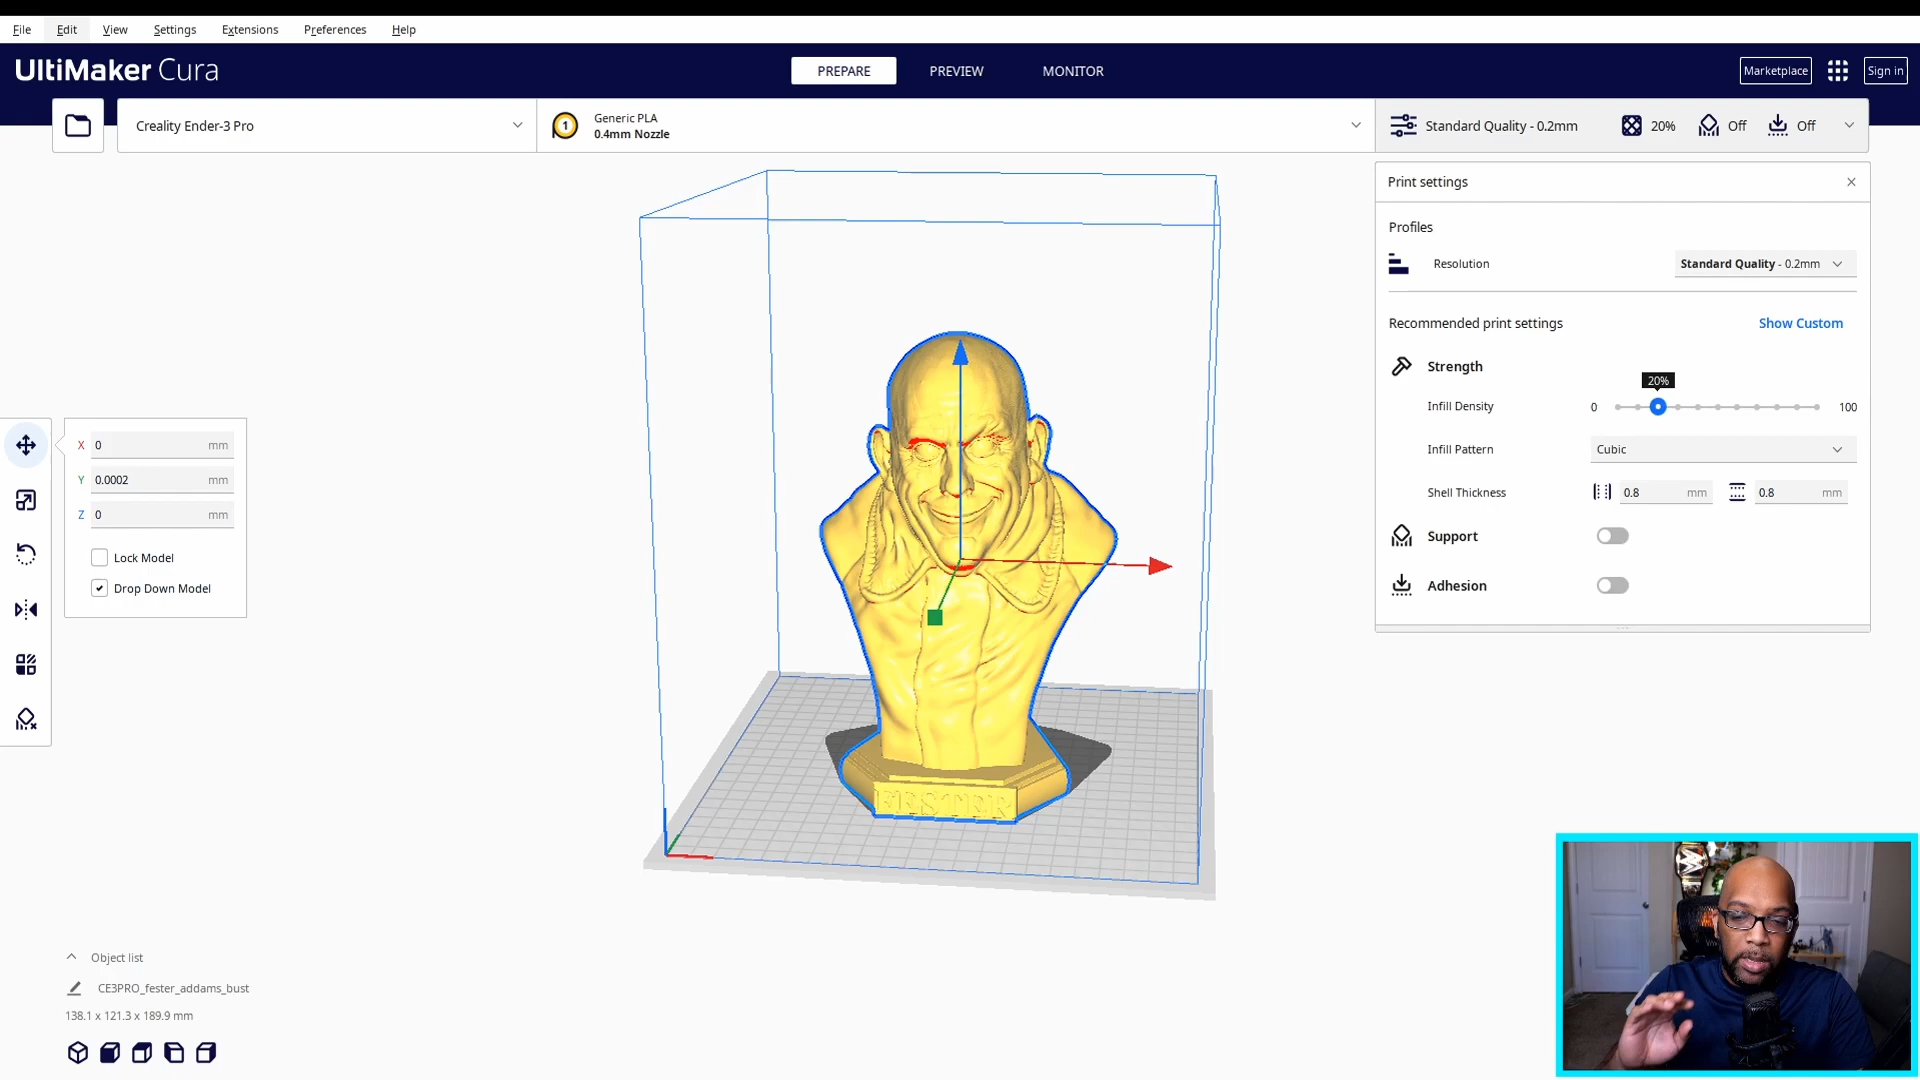 File Edit View Settings Extensions Preferences Help
UltiMaker Cura
PREPARE PREVIEW MONITOR
Marketplace Sign in
Creality Ender-3 Pro
1
Generic PLA
0.4mm Nozzle
Standard Quality - 0.2mm 20% Off Off
Print settings
Profiles
Resolution Standard Quality - 0.2mm
Recommended print settings Show Custom
Strength
20%
Infill Density 0 100
Infill Pattern Cubic
Shell Thickness 0.8 mm 0.8 mm
Support
Adhesion
X 0 mm
Y 0.0002 mm
Z 0 mm
Lock Model
Drop Down Model
FESTER
Object list
CE3PRO_fester_addams_bust
138.1 x 121.3 x 189.9 mm